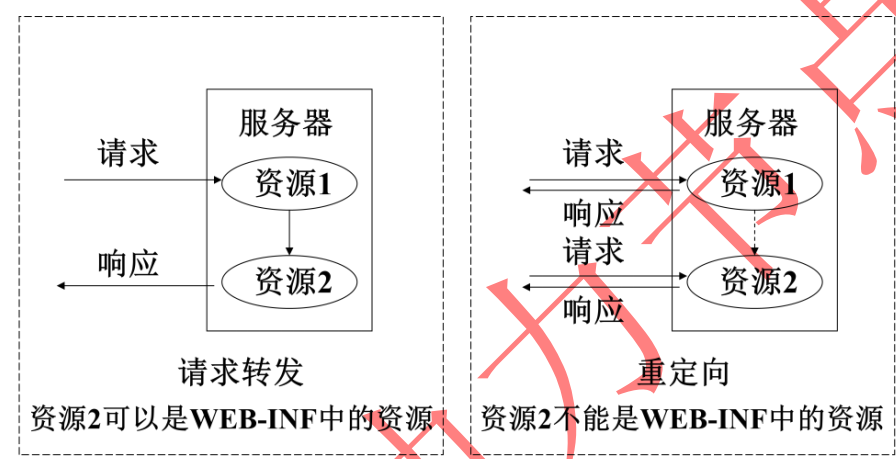 服务器
请求
资源1
响应
资源2
请求转发
资源2可以是WEB-INF中的资源
服务器
请求
资源1
响应
请求
资源2
响应
重定向
资源2不能是WEB-INF中的资源
力节点